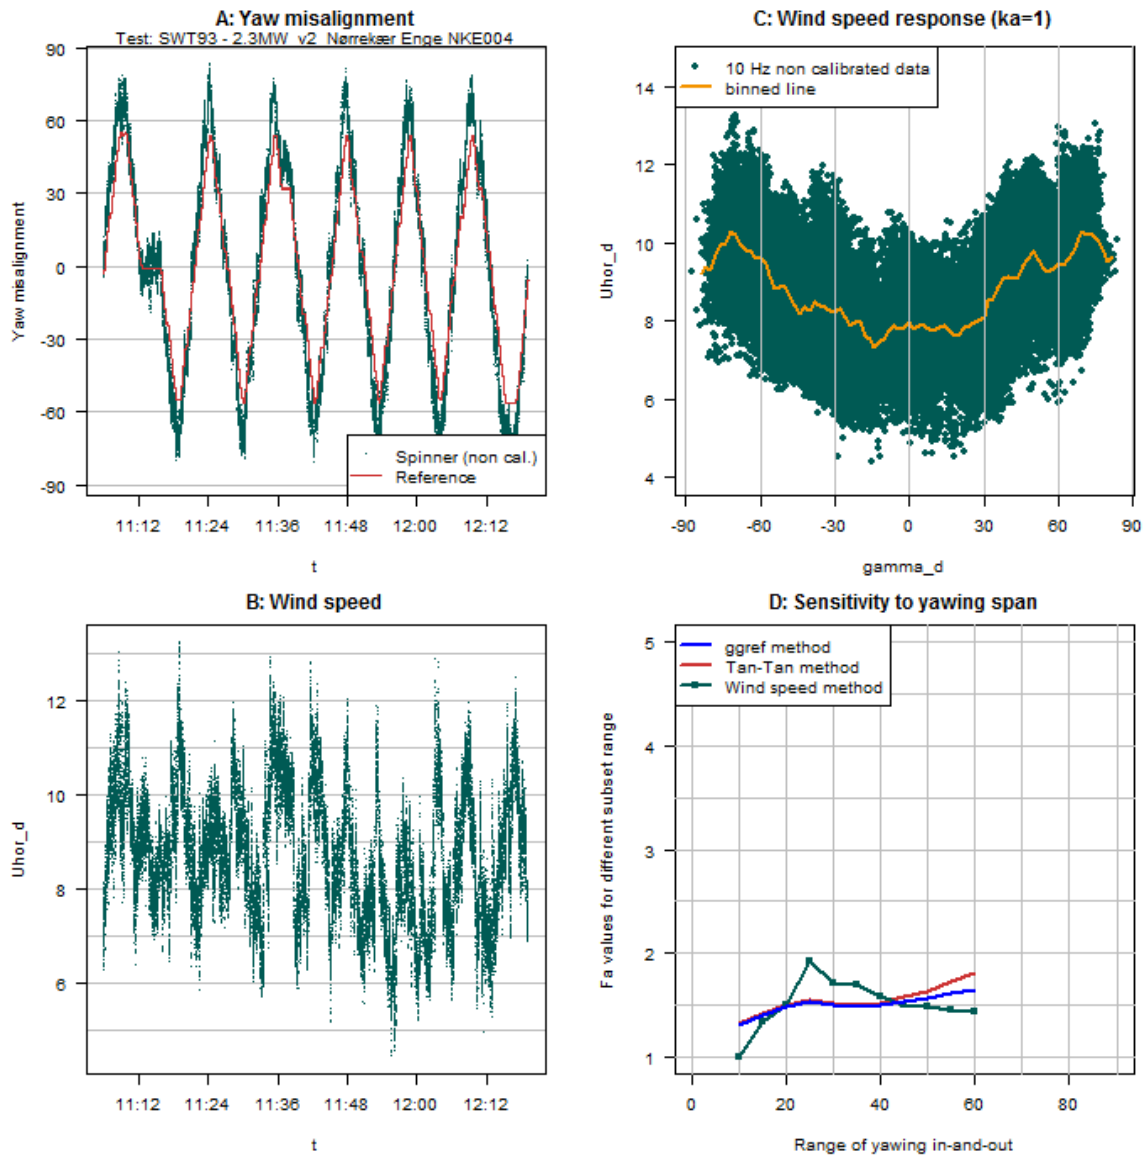 A: Yaw misalignment
Test: SWT93 - 2.3MW v2 Nørrekær Enge NKE004
90
60
30
0
-30
-60
-90
Yaw misalignment
Spinner (non cal.)
Reference
11:12 11:24 11:36 11:48 12:00 12:12
t
C: Wind speed response (ka=1)
10 Hz non calibrated data
binned line
14
12
10
8
6
4
Uhor_d
-90 -60 -30 0 30 60 90
gamma_d
B: Wind speed
12
10
8
6
Uhor_d
11:12 11:24 11:36 11:48 12:00 12:12
t
D: Sensitivity to yawing span
ggref method
Tan-Tan method
Wind speed method
5
4
3
2
1
Fa values for different subset range
0 20 40 60 80
Range of yawing in-and-out